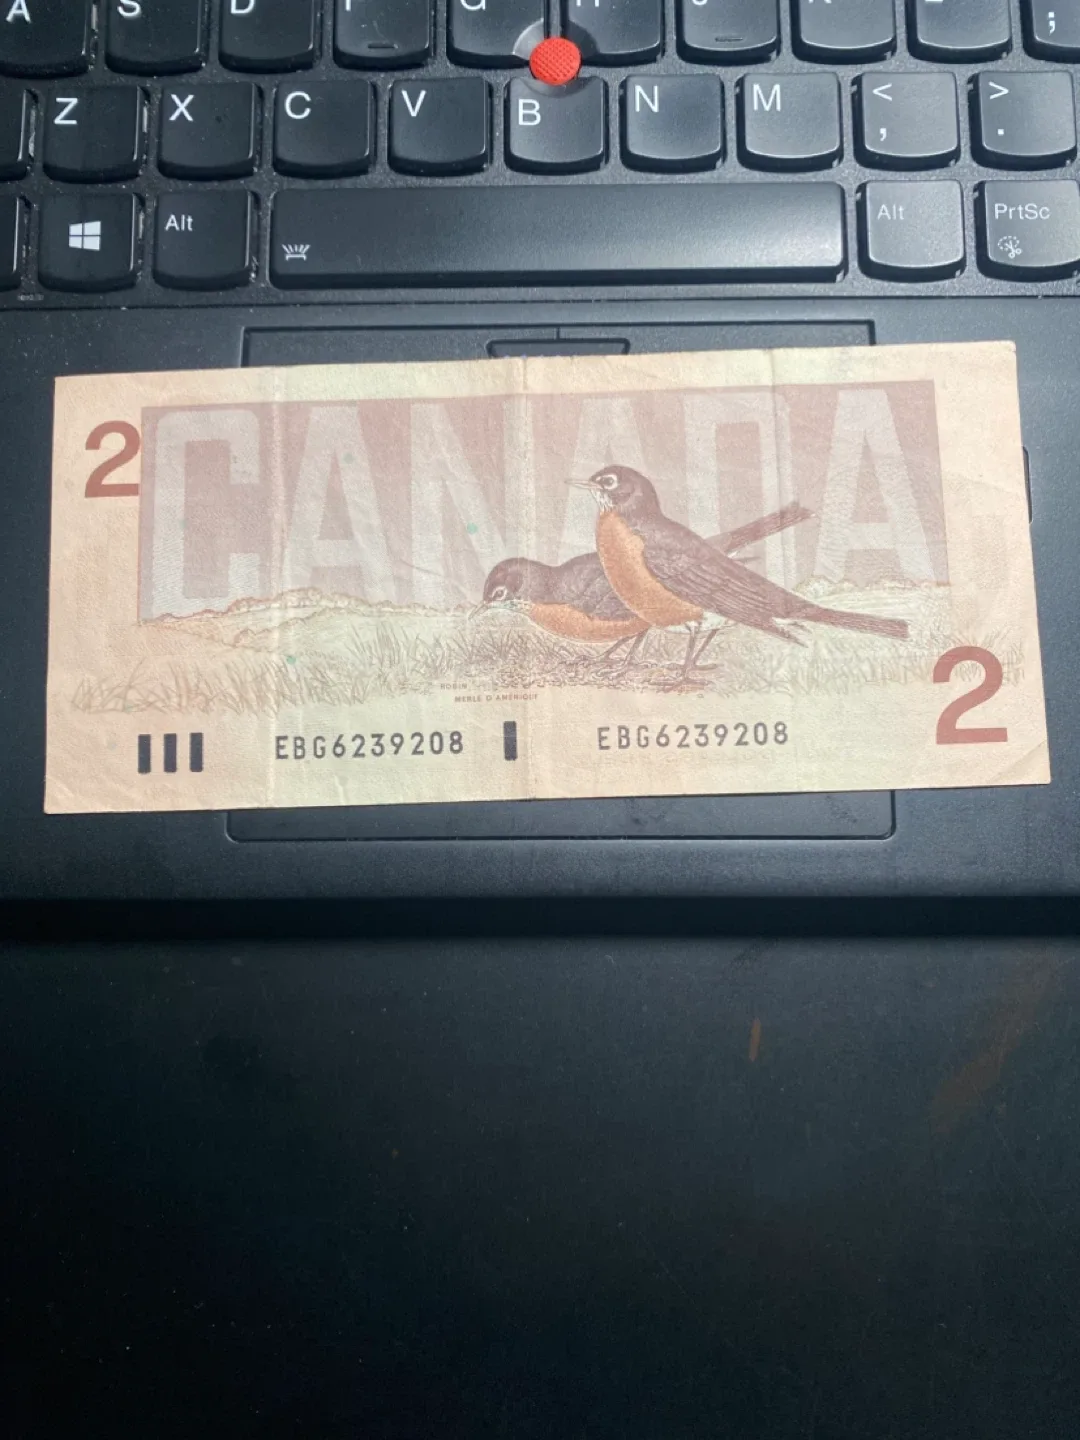 A S D F G H J K L ;
Z X C V B N M < , > .
Alt Alt PrtSc
2 CANADA
ROBIN
MERLE D'AMÉRIQUE
EBG6239208 EBG6239208 2